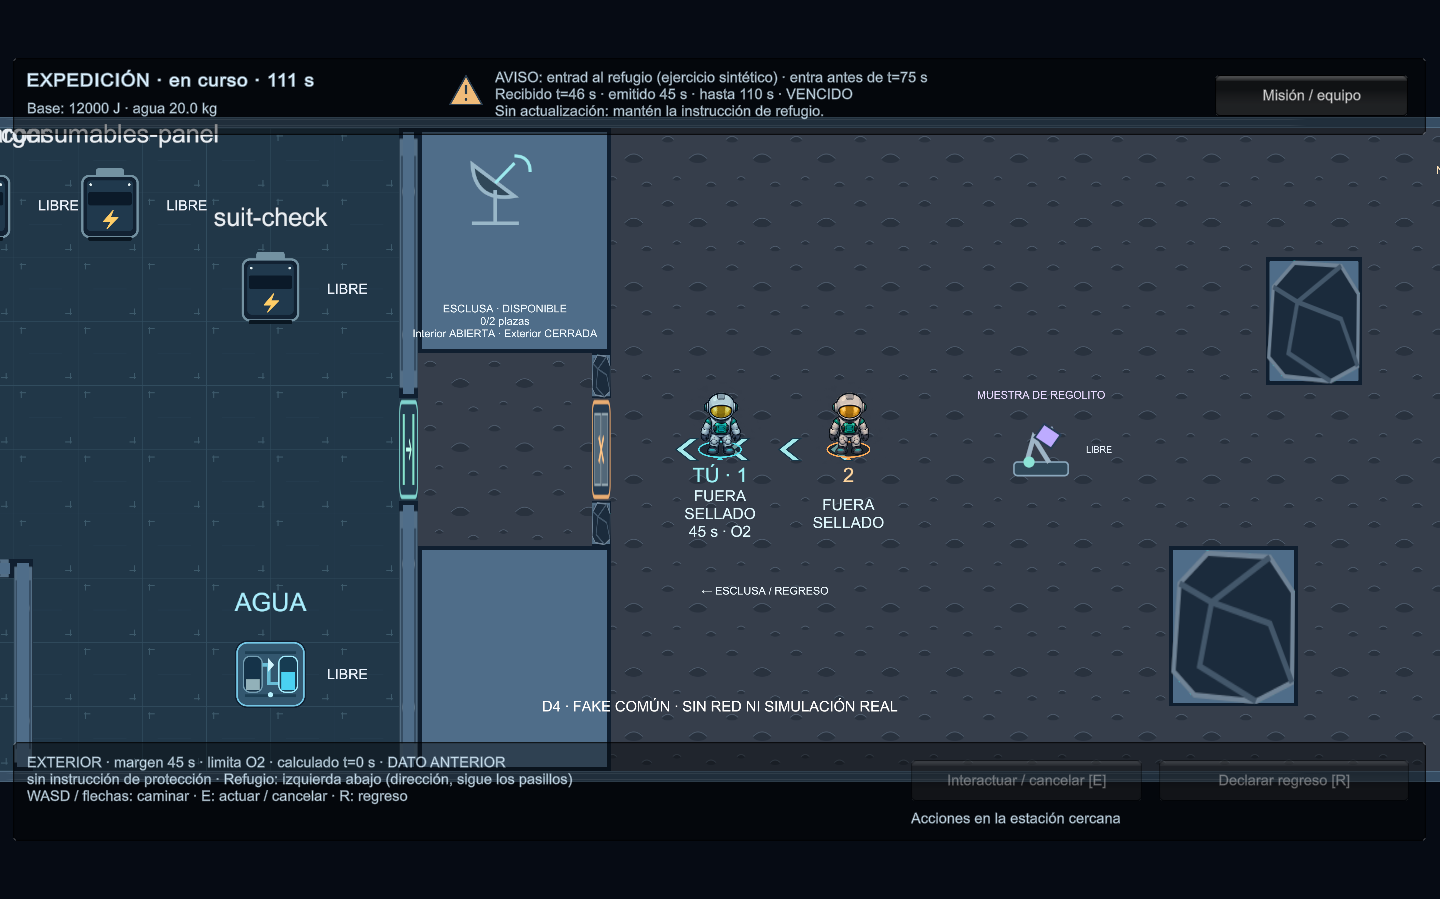 EXPEDICIÓN · en curso · 111 s
Base: 12000 J · agua 20.0 kg
AVISO: entrad al refugio (ejercicio sintético) · entra antes de t=75 s
Recibido t=46 s · emitido 45 s · hasta 110 s · VENCIDO
Sin actualización: mantén la instrucción de refugio.
Misión / equipo
consumables-panel
LIBRE
LIBRE
suit-check
LIBRE
ESCLUSA · DISPONIBLE
0/2 plazas
Interior ABIERTA · Exterior CERRADA
MUESTRA DE REGOLITO
LIBRE
TÚ · 1
FUERA
SELLADO
45 s · O2
2
FUERA
SELLADO
← ESCLUSA / REGRESO
AGUA
LIBRE
D4 · FAKE COMÚN · SIN RED NI SIMULACIÓN REAL
EXTERIOR · margen 45 s · limita O2 · calculado t=0 s · DATO ANTERIOR
sin instrucción de protección · Refugio: izquierda abajo (dirección, sigue los pasillos)
WASD / flechas: caminar · E: actuar / cancelar · R: regreso
Interactuar / cancelar [E]
Declarar regreso [R]
Acciones en la estación cercana